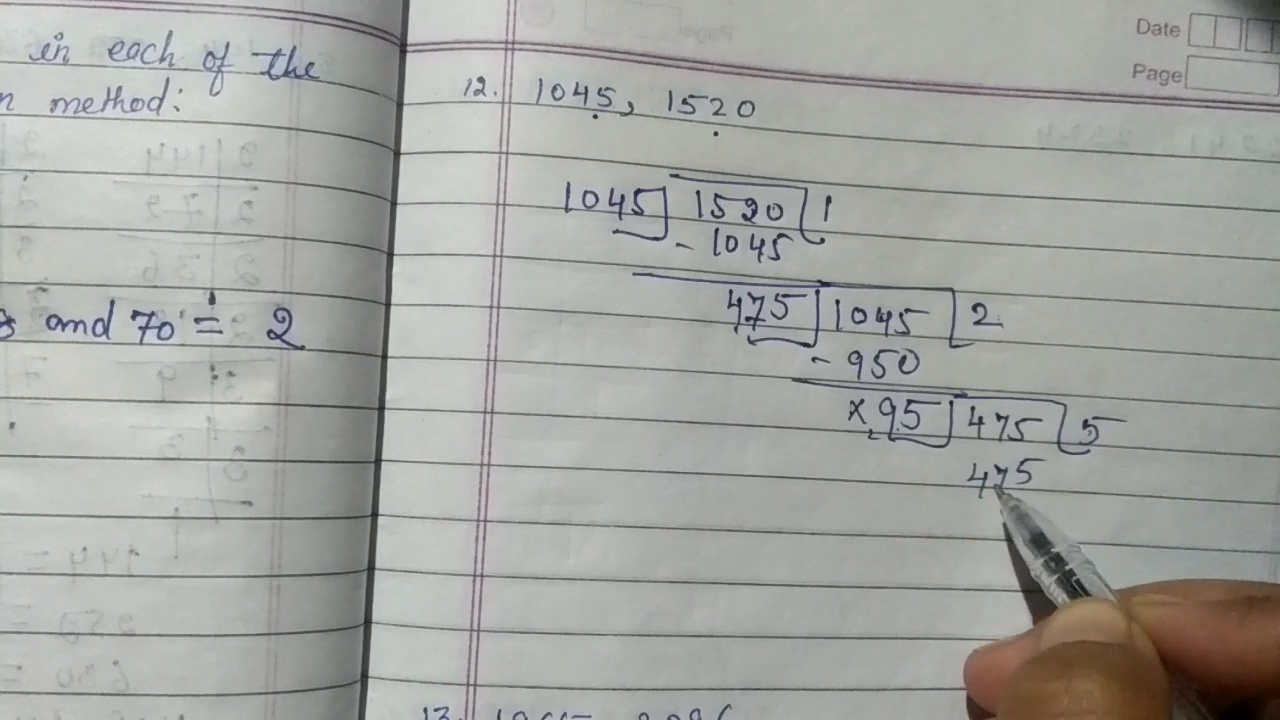 in each of the
method:
and 70 = 2
Date
Page
12. 1045, 1520
1045 1520 1
- 1045
475 1045 2
- 950
× 95 475 5
475
13.